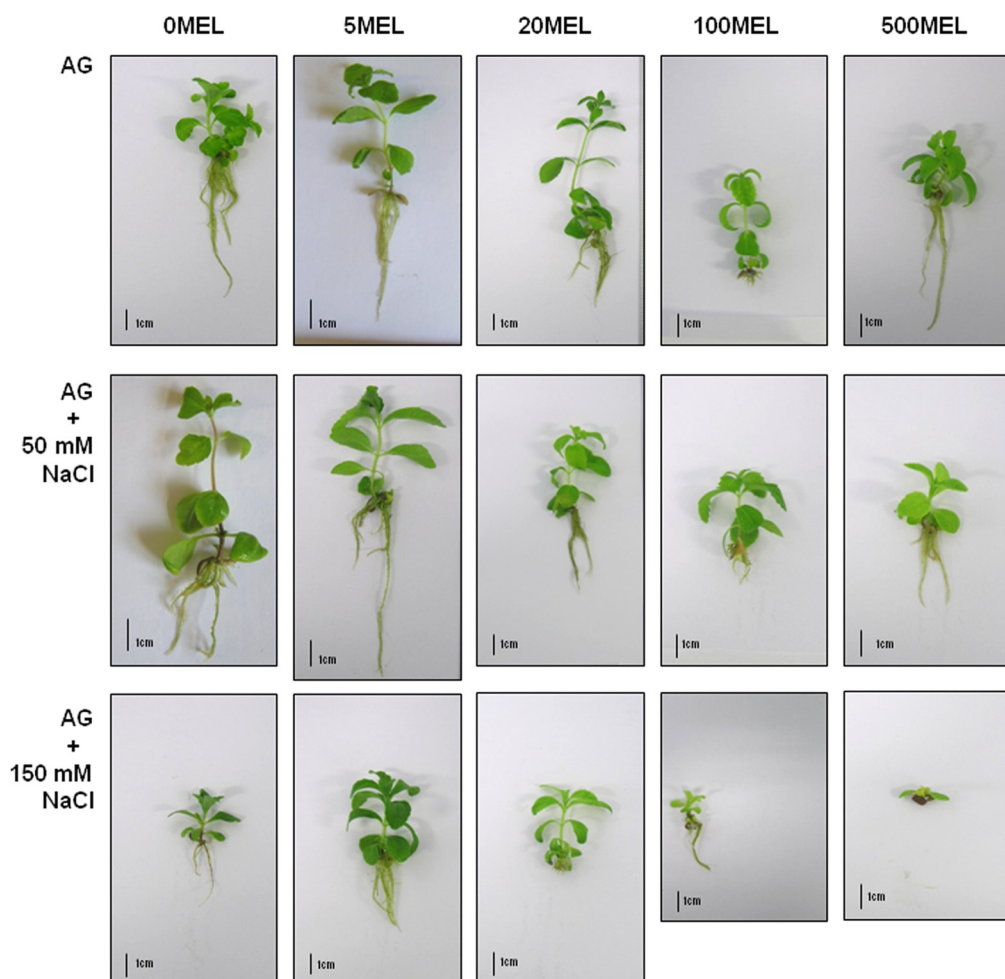 0MEL 5MEL 20MEL 100MEL 500MEL
AG
1cm 1cm 1cm 1cm 1cm
AG
+
50 mM
NaCl
1cm 1cm 1cm 1cm 1cm
AG
+
150 mM
NaCl
1cm 1cm
1cm 1cm 1cm